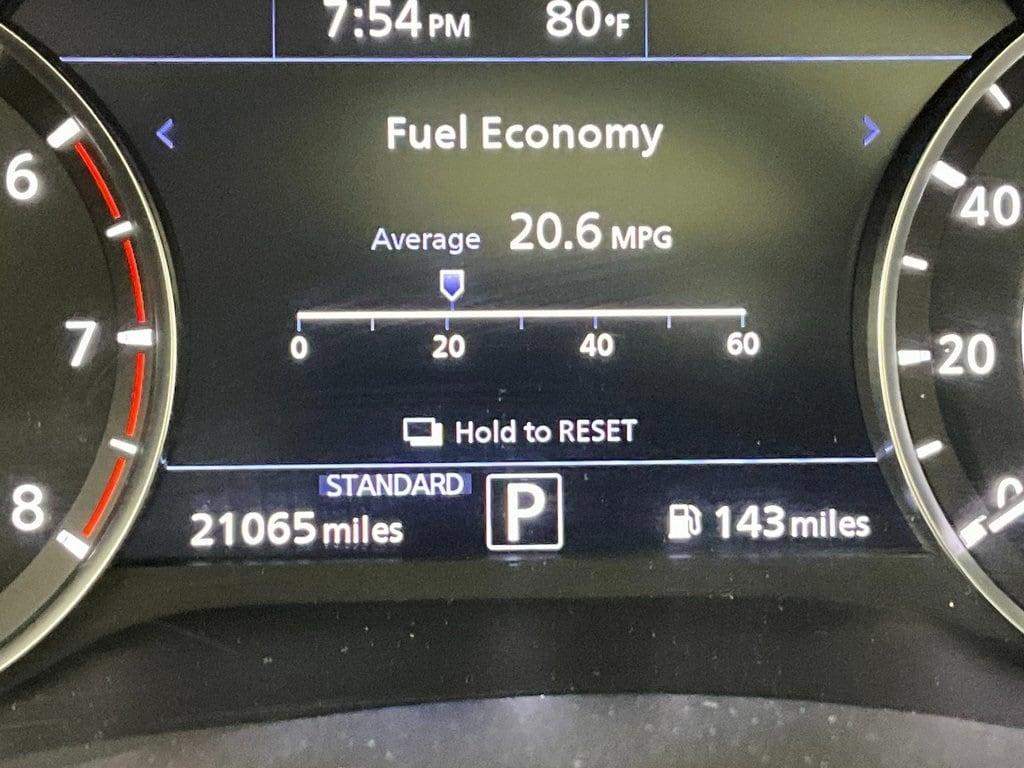 7:54 PM 80°F
< Fuel Economy >
Average 20.6 MPG
0 20 40 60
Hold to RESET
STANDARD
21065 miles P 143 miles
6
7
8
40
20
0